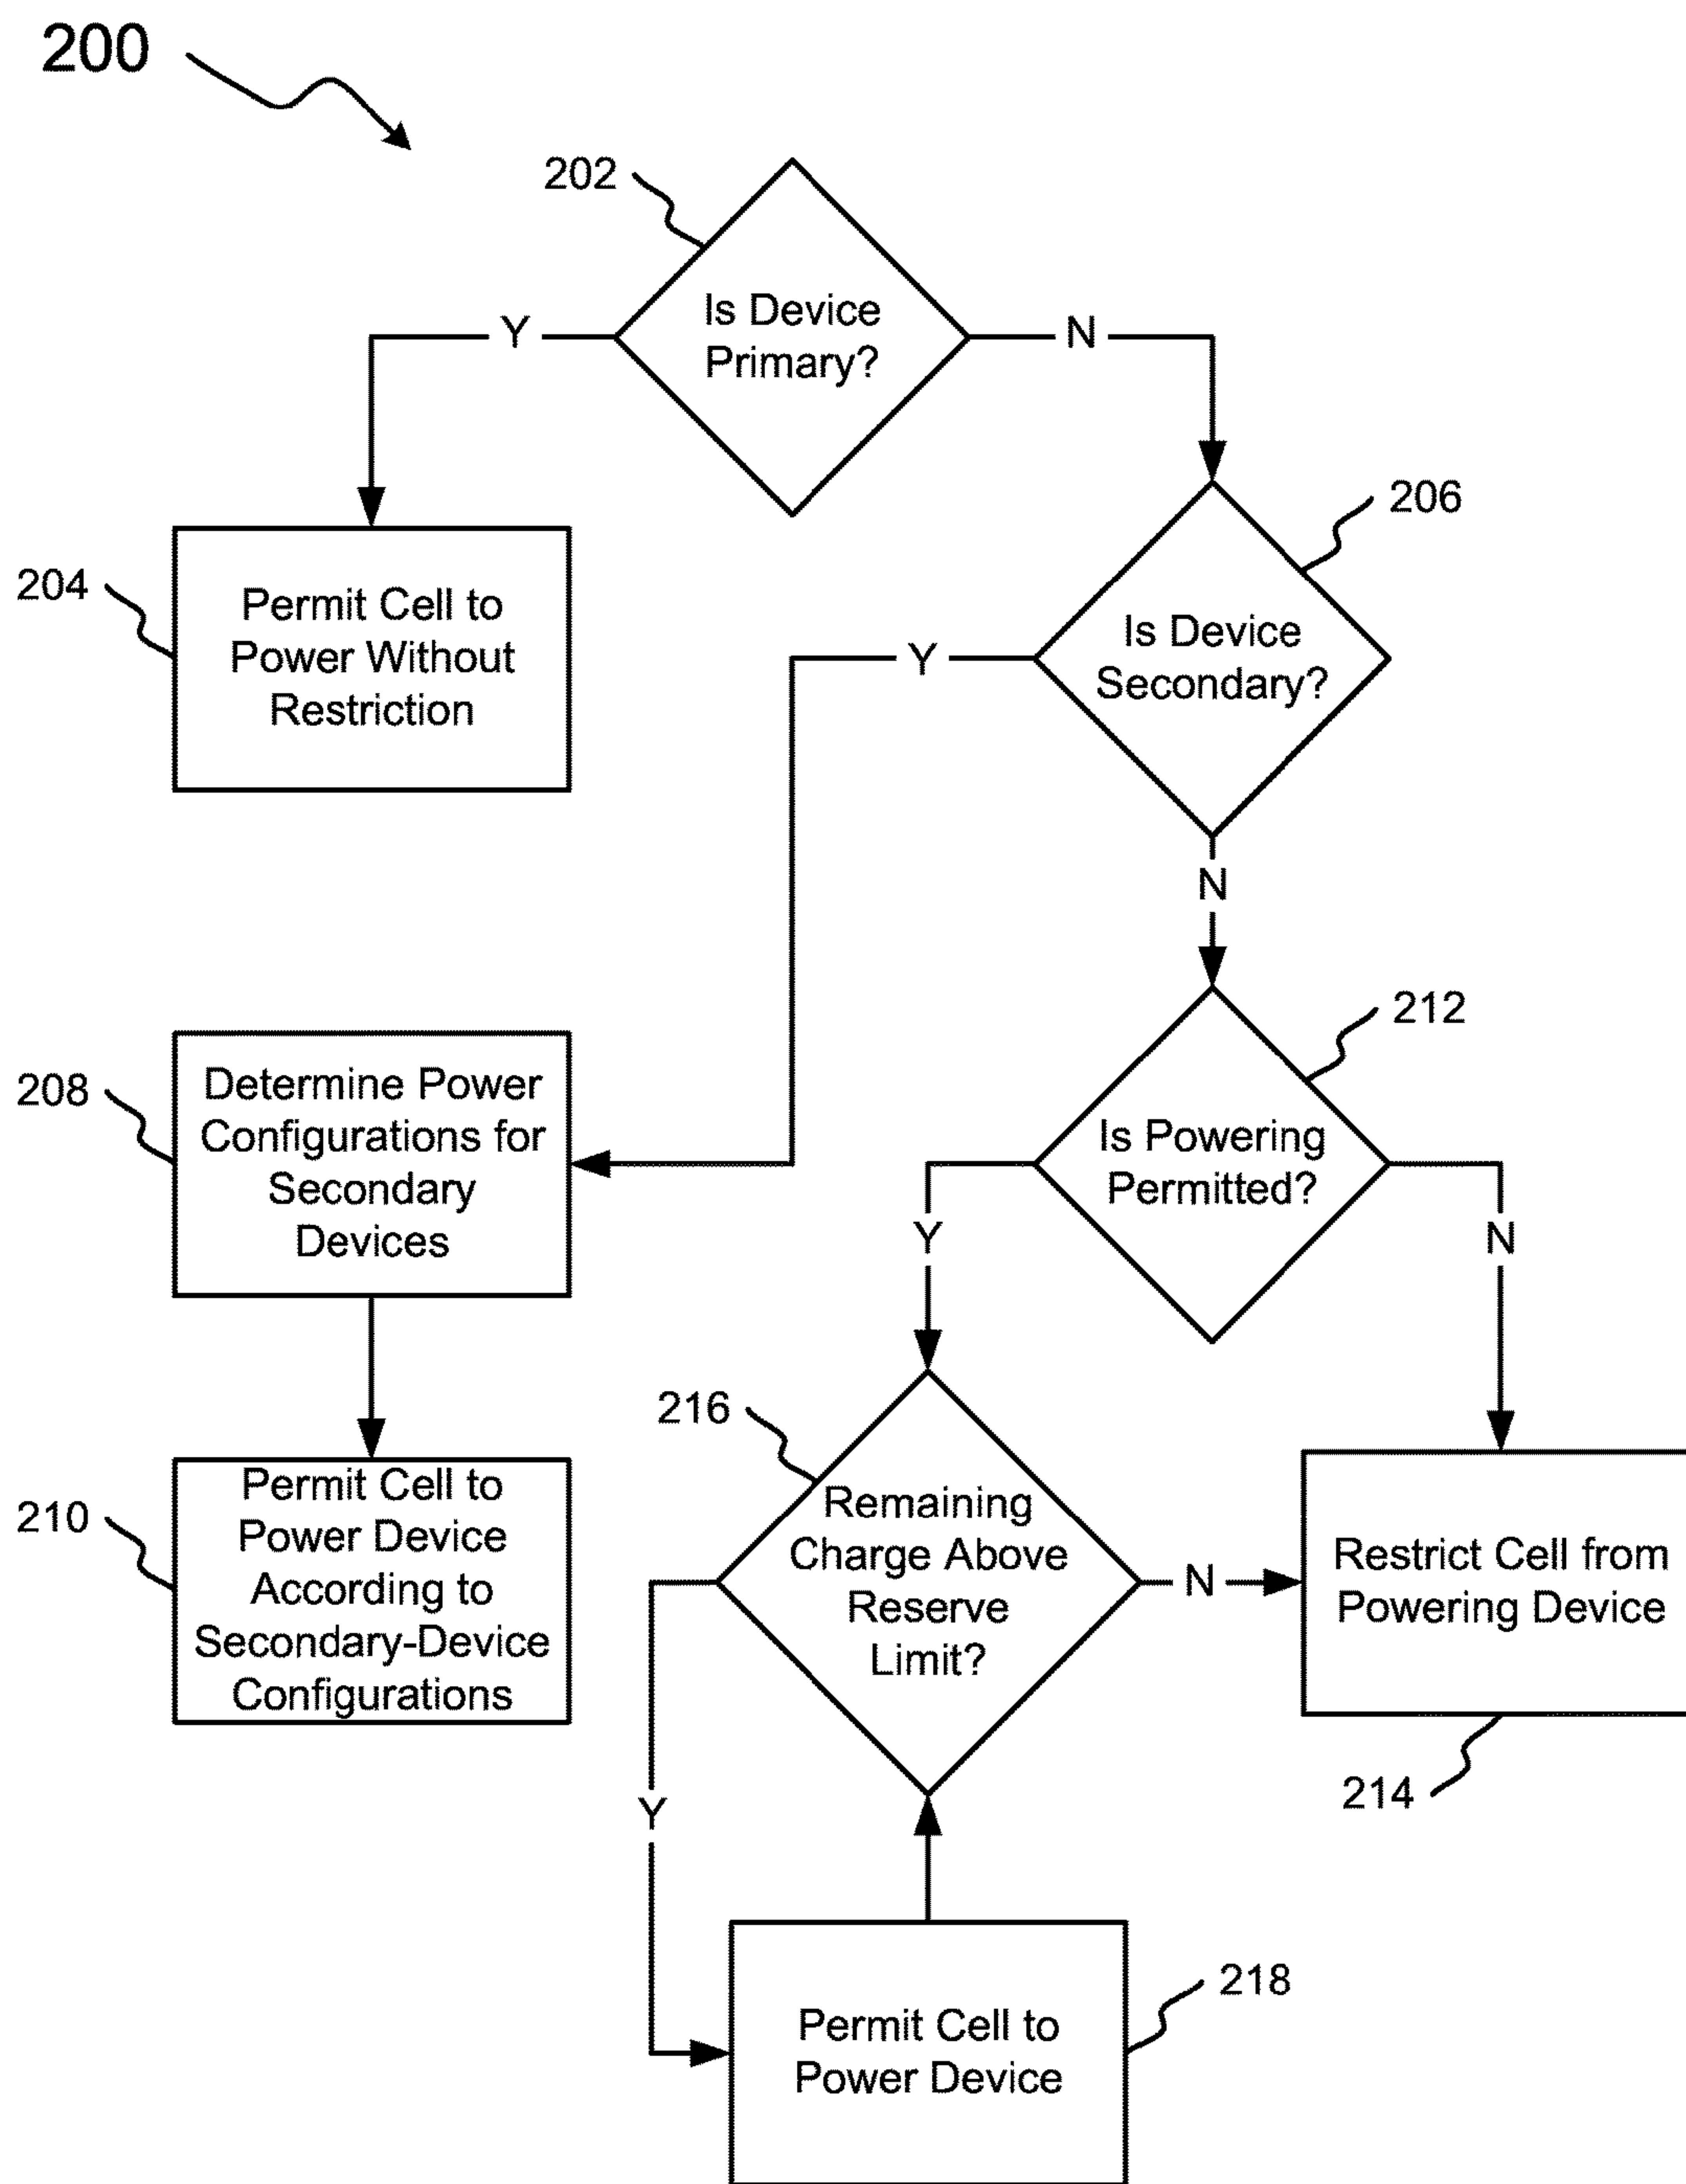 200
202
Is Device
Primary?
Y
N
204
Permit Cell to
Power Without
Restriction
206
Is Device
Secondary?
Y
N
208
Determine Power
Configurations for
Secondary
Devices
212
Is Powering
Permitted?
Y
N
210
Permit Cell to
Power Device
According to
Secondary-Device
Configurations
216
Remaining
Charge Above
Reserve
Limit?
N
Y
Restrict Cell from
Powering Device
214
218
Permit Cell to
Power Device